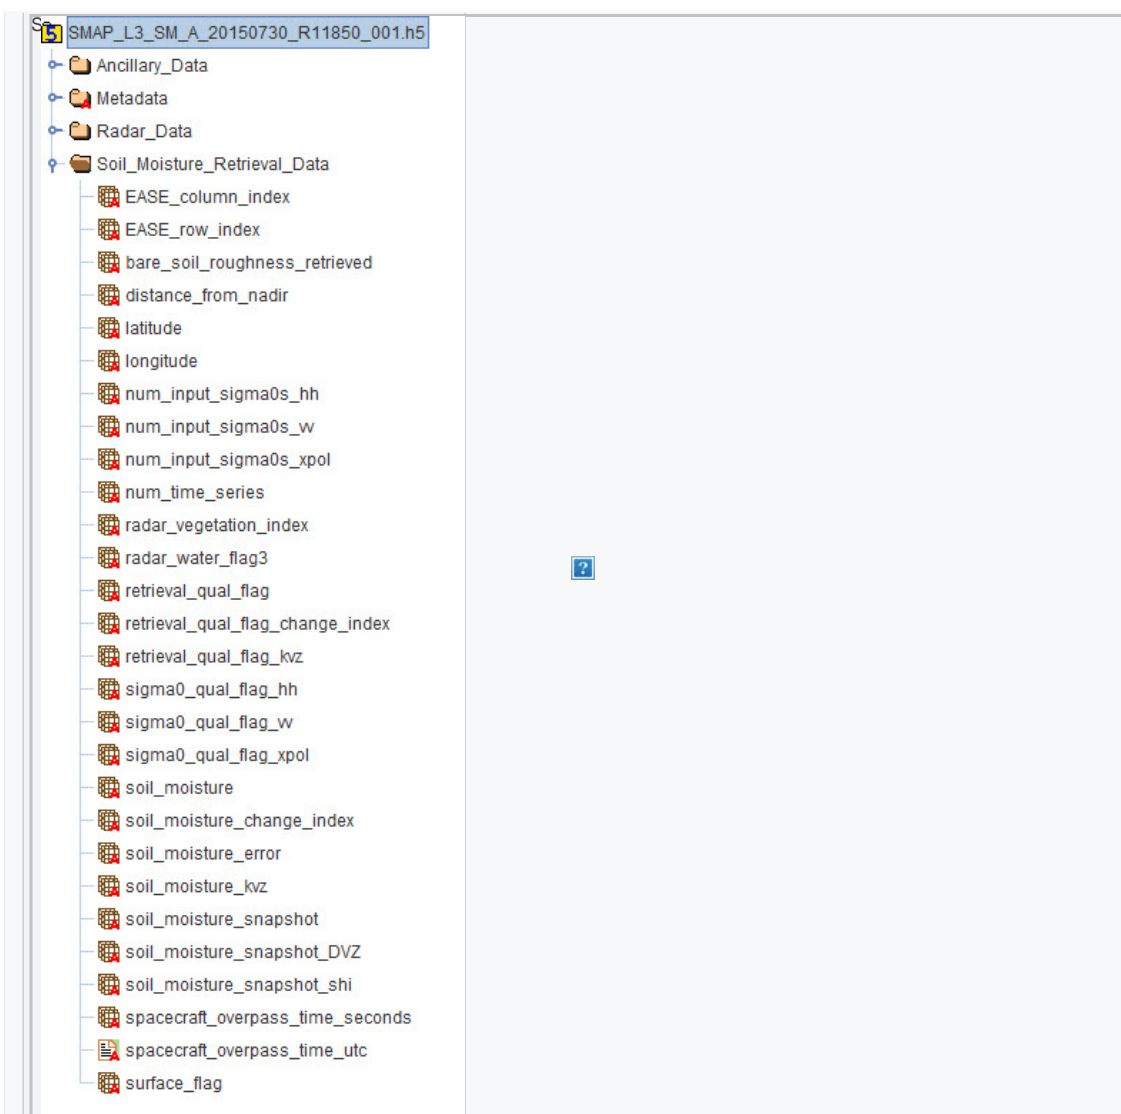 SMAP_L3_SM_A_20150730_R11850_001.h5
Ancillary_Data
Metadata
Radar_Data
Soil_Moisture_Retrieval_Data
EASE_column_index
EASE_row_index
bare_soil_roughness_retrieved
distance_from_nadir
latitude
longitude
num_input_sigma0s_hh
num_input_sigma0s_vv
num_input_sigma0s_xpol
num_time_series
radar_vegetation_index
radar_water_flag3
retrieval_qual_flag
retrieval_qual_flag_change_index
retrieval_qual_flag_kvz
sigma0_qual_flag_hh
sigma0_qual_flag_vv
sigma0_qual_flag_xpol
soil_moisture
soil_moisture_change_index
soil_moisture_error
soil_moisture_kvz
soil_moisture_snapshot
soil_moisture_snapshot_DVZ
soil_moisture_snapshot_shi
spacecraft_overpass_time_seconds
spacecraft_overpass_time_utc
surface_flag